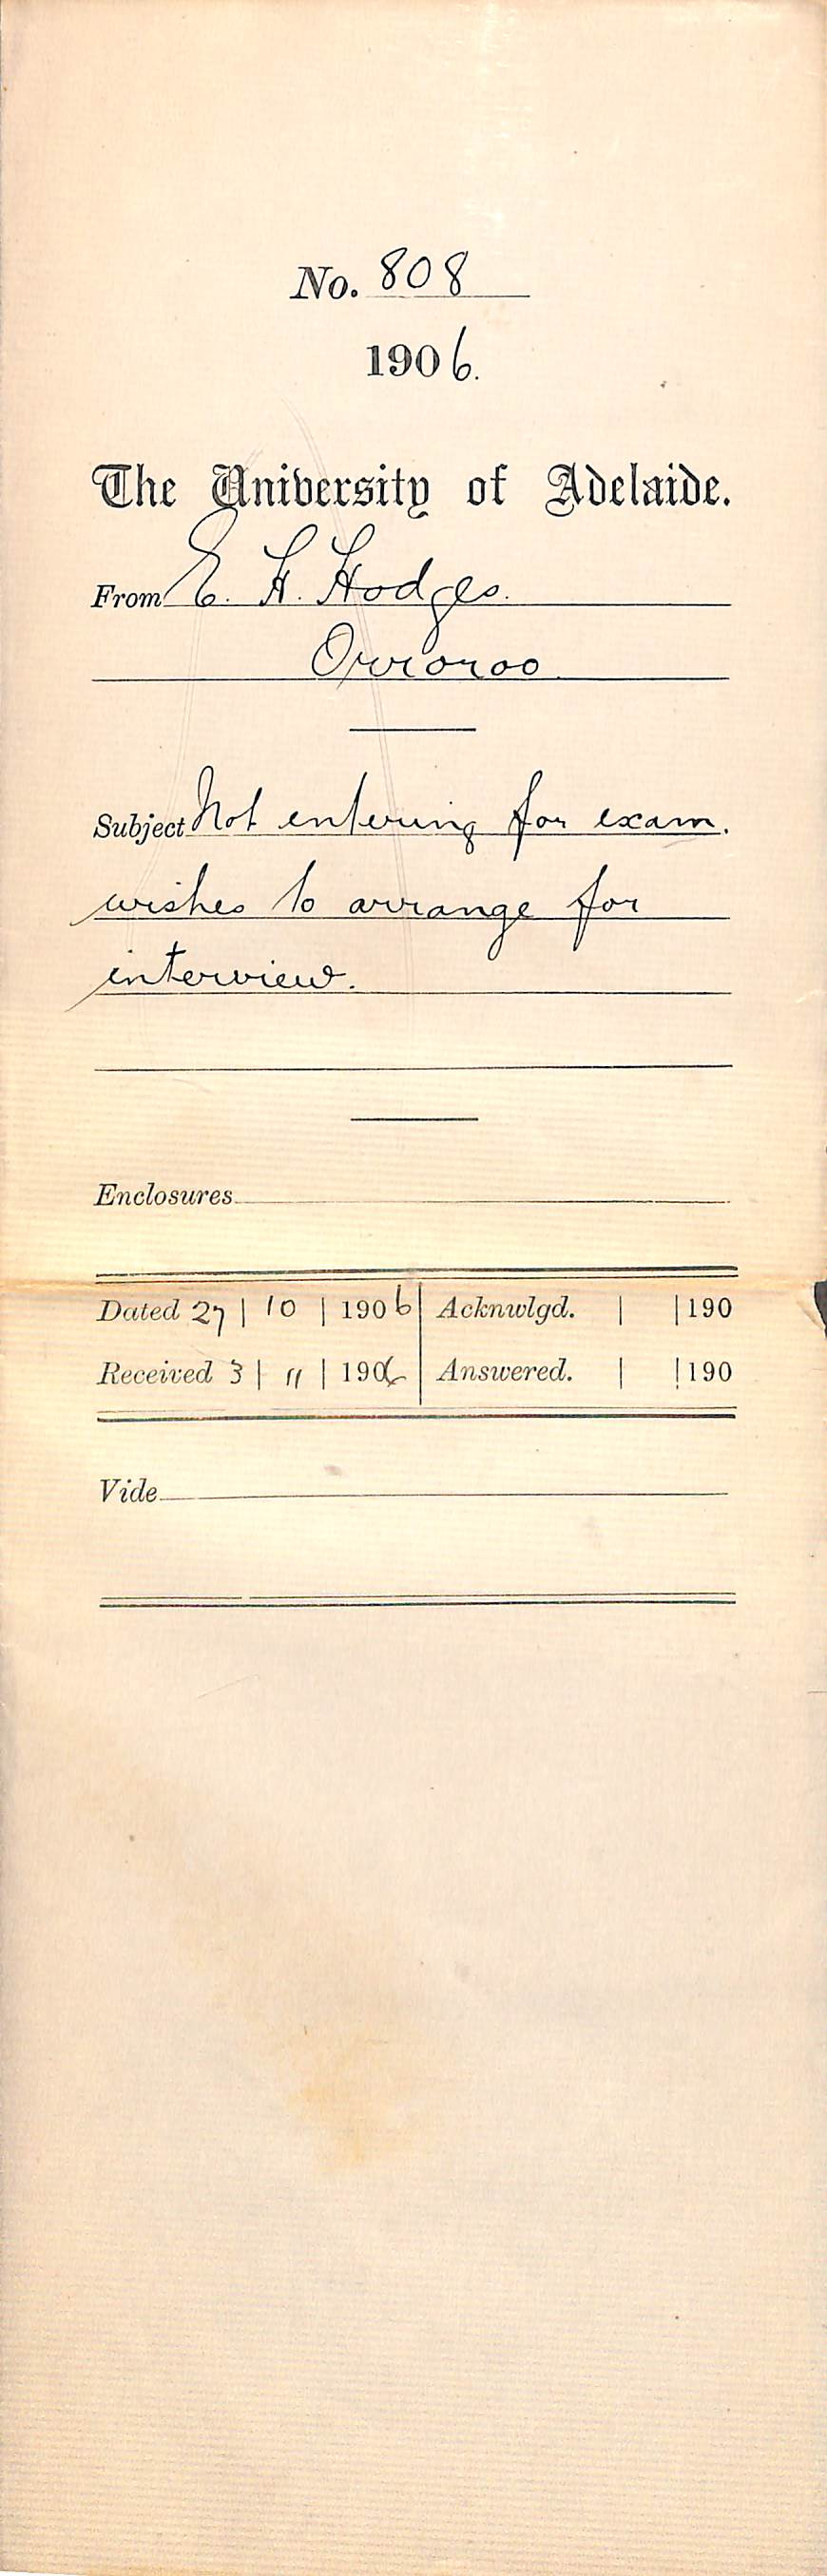 No. 808
1906.
The University of Adelaide.
From E. H. Hodges.
Orroroo
Subject Not entering for exam.
wishes to arrange for
interview.
Enclosures
Dated 27 | 10 | 1906 | Acknwlgd. | | 190
Received 3 | 11 | 1906 | Answered. | | 190
Vide